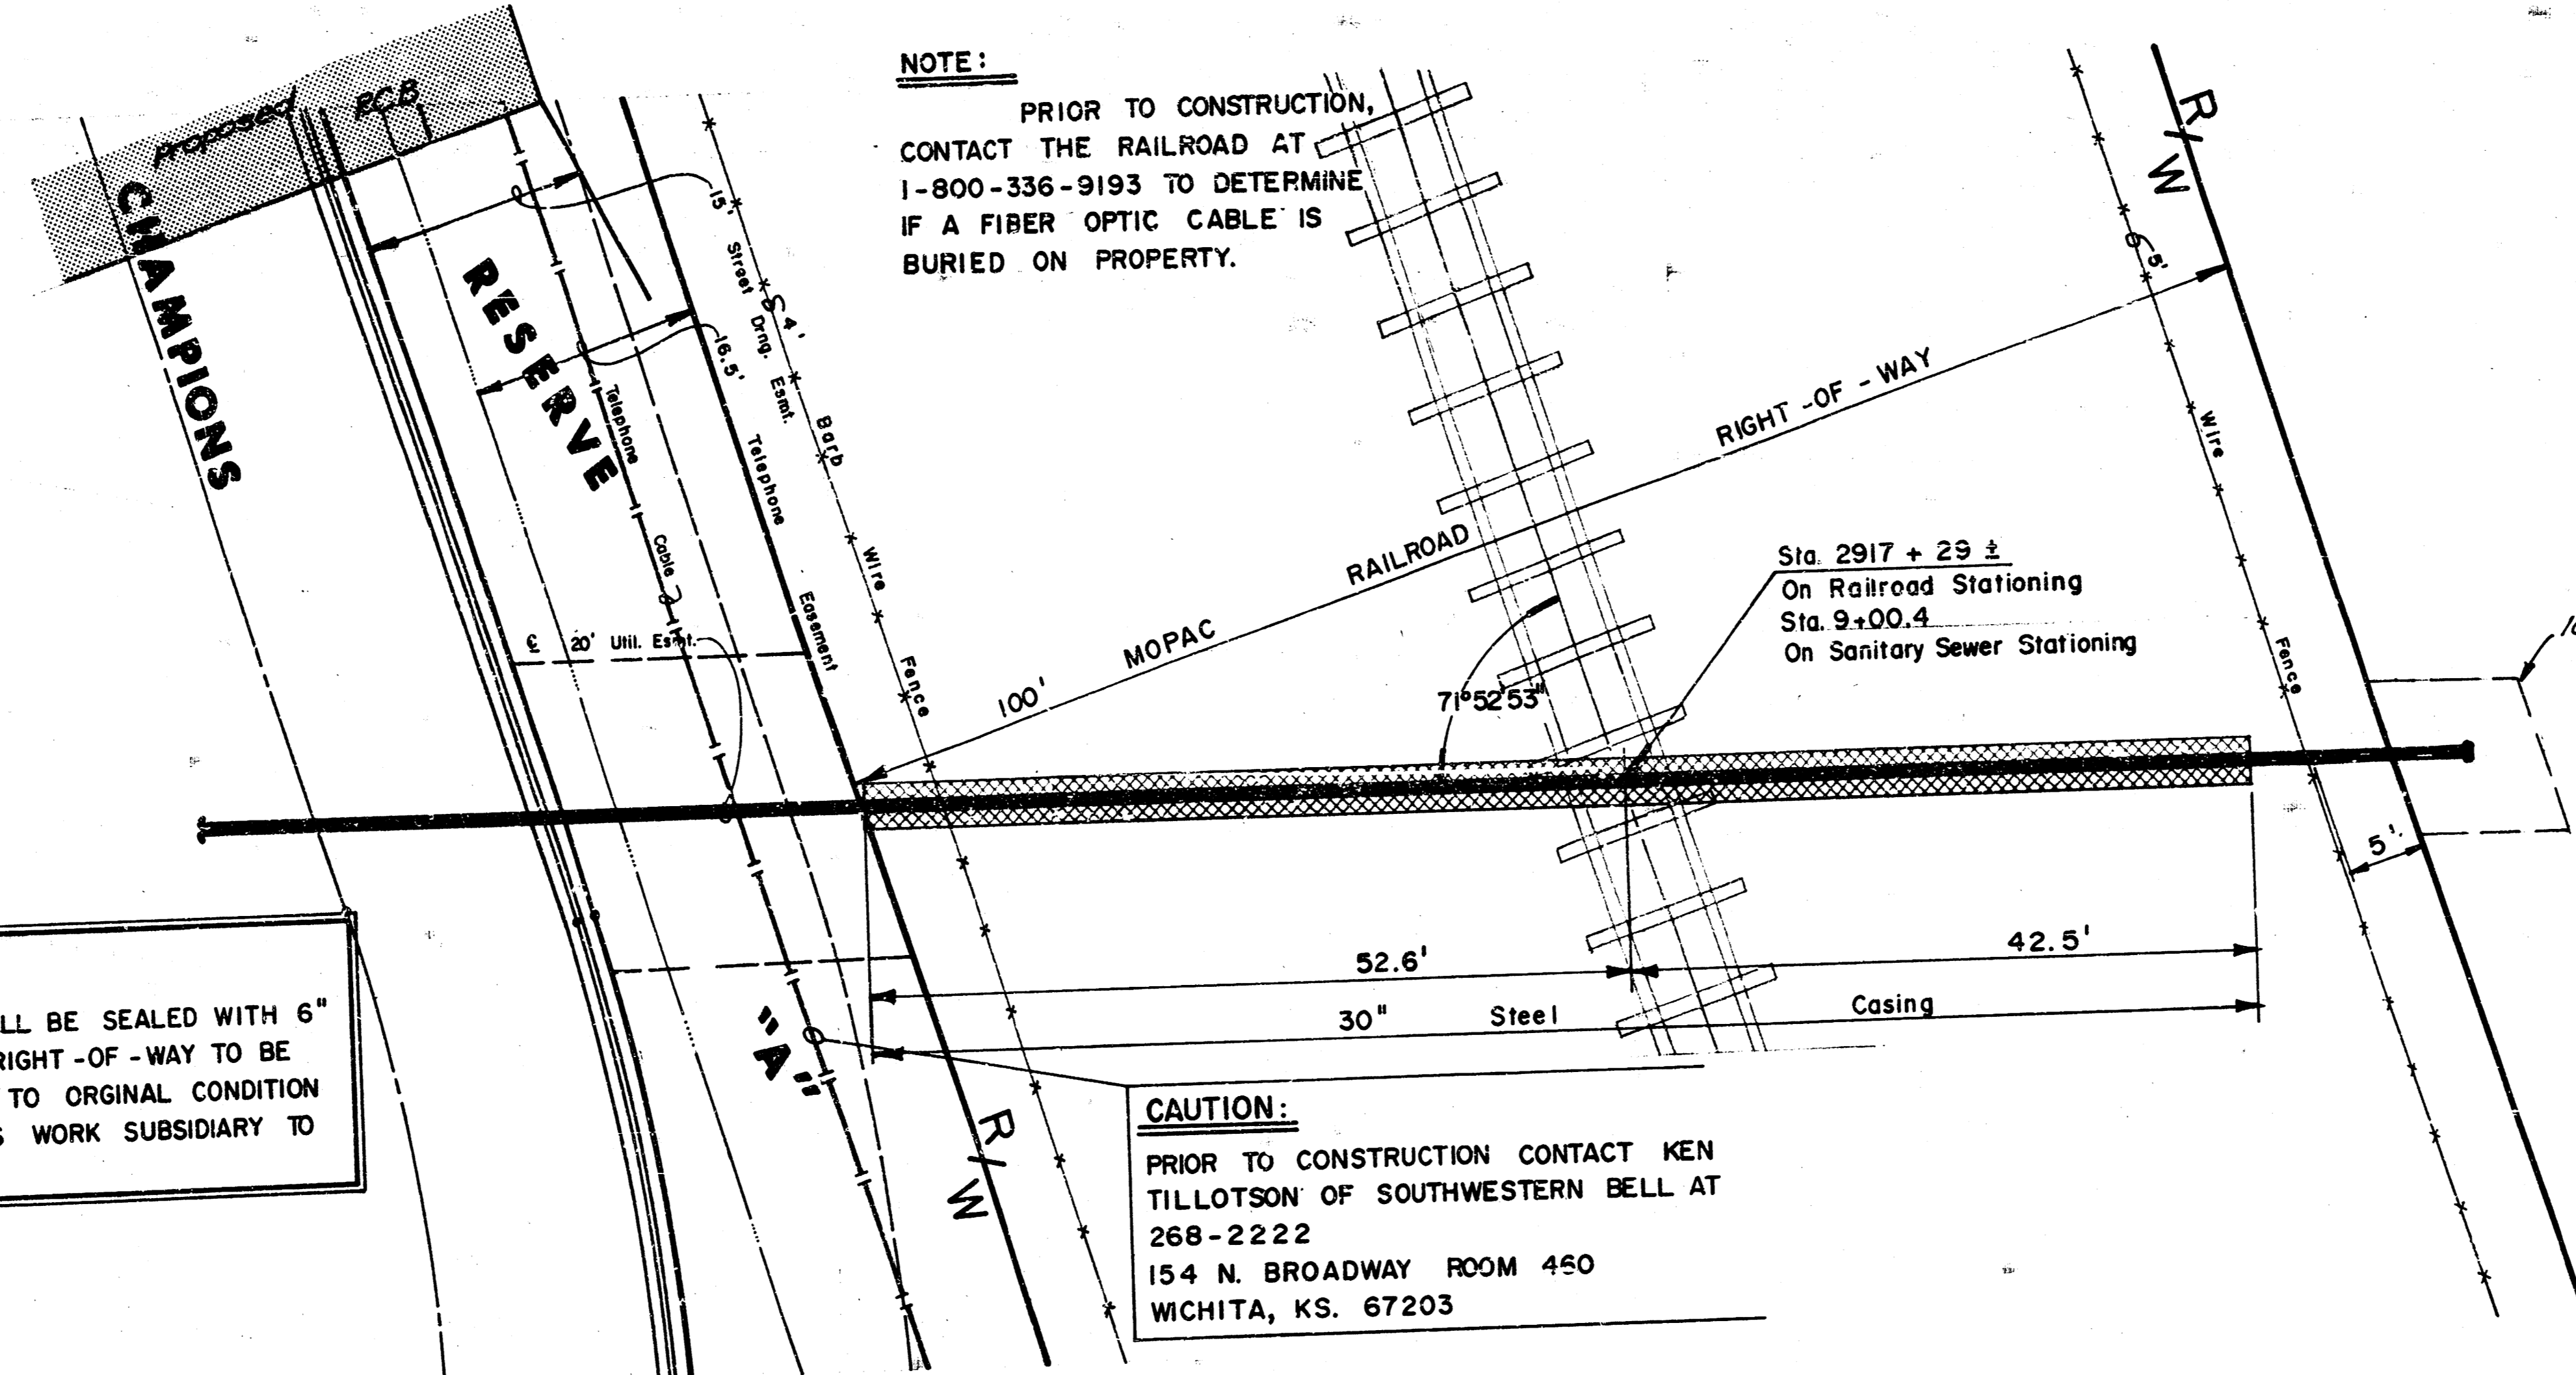 NOTE:
PRIOR TO CONSTRUCTION,
CONTACT THE RAILROAD AT
1-800-336-9193 TO DETERMINE
IF A FIBER OPTIC CABLE IS
BURIED ON PROPERTY.
Proposed RCB
CHAMPIONS
RESERVE
"A"
15' Street Drng. Esmt.
16.5' Telephone Easement
Telephone Cable
Barb Wire Fence
℄ 20' Util. Esmt.
R/W
R/W
Wire Fence
100' MOPAC RAILROAD RIGHT-OF-WAY
71°52'53"
Sta. 2917 + 29 ±
On Railroad Stationing
Sta. 9+00.4
On Sanitary Sewer Stationing
5'
52.6'
42.5'
30" Steel Casing
LL BE SEALED WITH 6"
RIGHT-OF-WAY TO BE
TO ORGINAL CONDITION
S WORK SUBSIDIARY TO
CAUTION:
PRIOR TO CONSTRUCTION CONTACT KEN
TILLOTSON OF SOUTHWESTERN BELL AT
268-2222
154 N. BROADWAY ROOM 460
WICHITA, KS. 67203